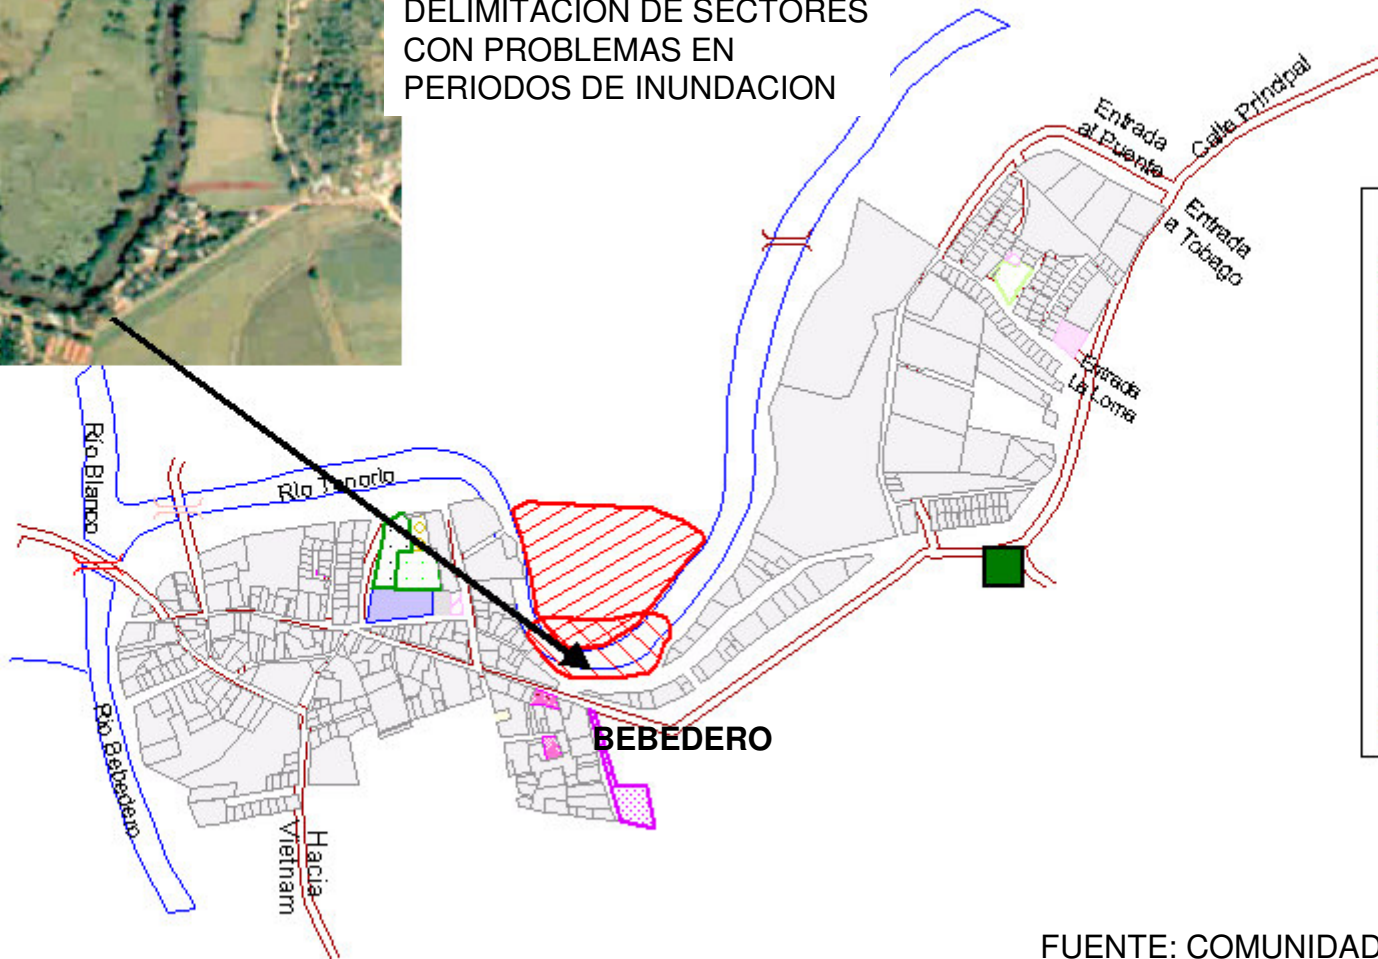 DELIMITACION DE SECTORES
CON PROBLEMAS EN
PERIODOS DE INUNDACION
Entrada
al Puente
Calle Principal
Entrada
a Tobago
Entrada
La Loma
Río Blanco
Río Tenorio
Río Bebedero
BEBEDERO
Hacia
Vietnam
FUENTE: COMUNIDAD